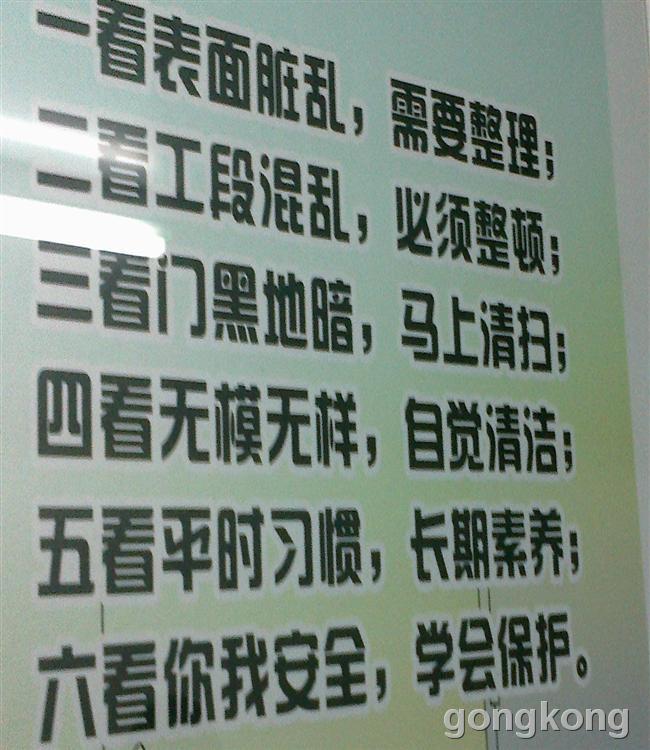 一看表面脏乱，需要整理；
二看工段混乱，必须整顿；
三看门黑地暗，马上清扫；
四看无模无样，自觉清洁；
五看平时习惯，长期素养；
六看你我安全，学会保护。
gongkong